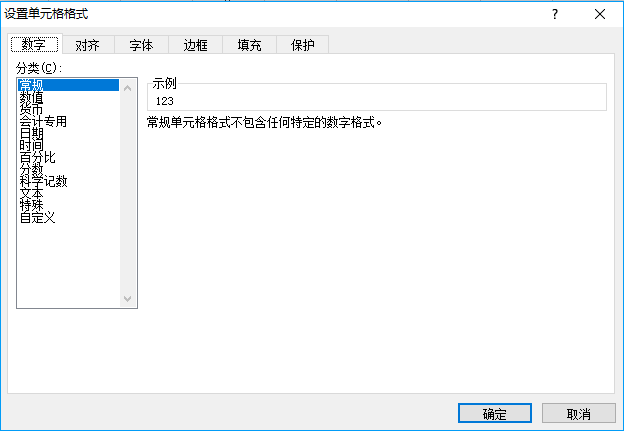 设置单元格格式
?
数字 对齐 字体 边框 填充 保护
分类(C):
常规
数值
货币
会计专用
日期
时间
百分比
分数
科学记数
文本
特殊
自定义
示例
123
常规单元格格式不包含任何特定的数字格式。
确定 取消